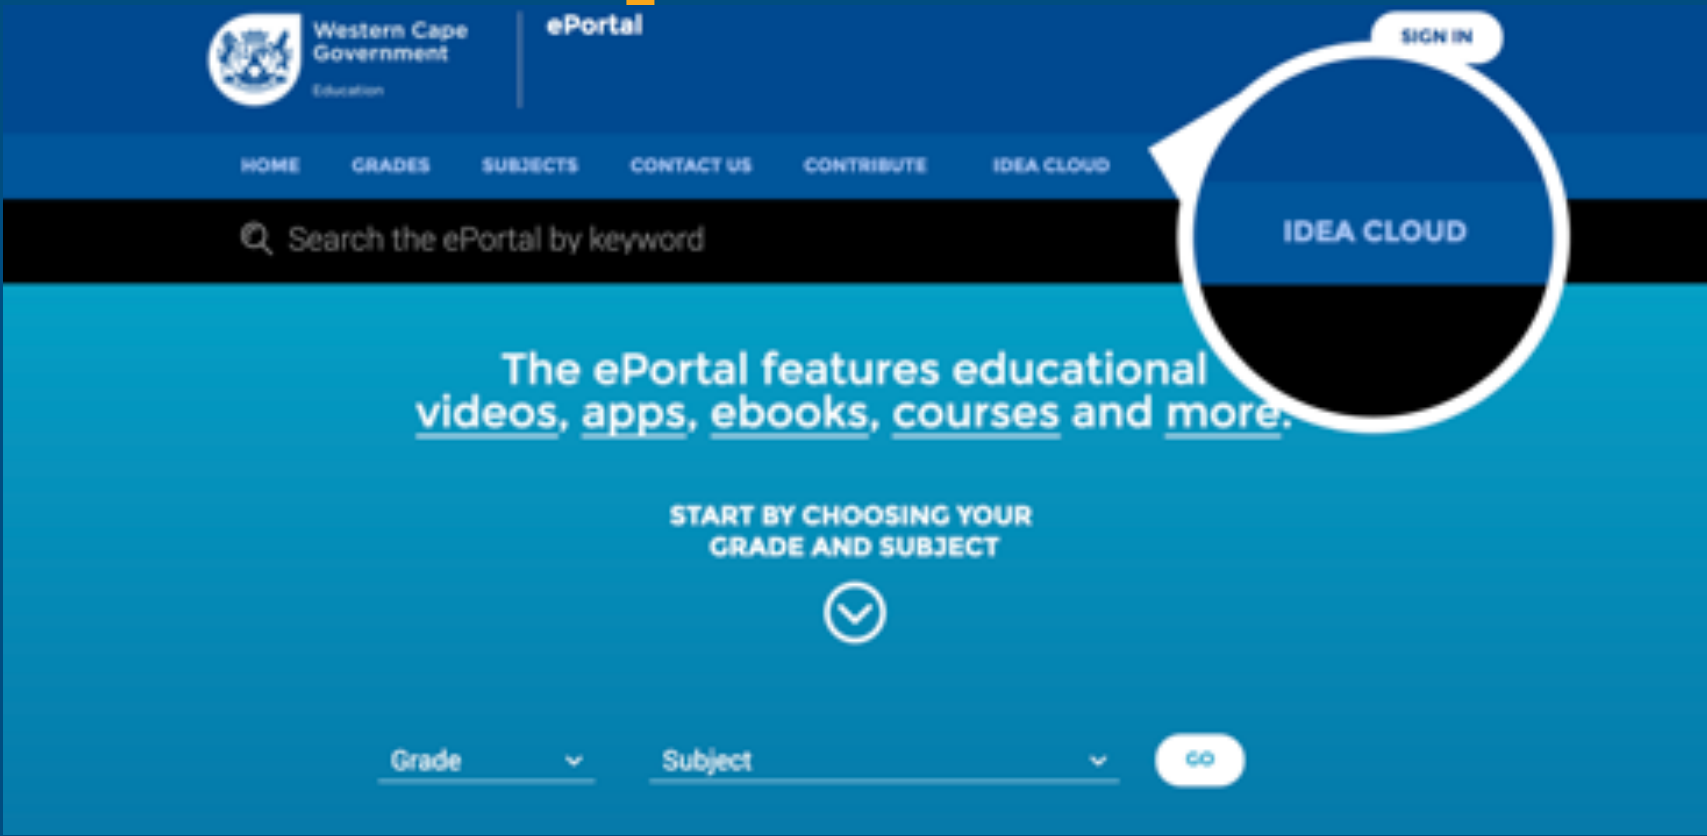 Western Cape
Government
Education
ePortal
SIGN IN
HOME GRADES SUBJECTS CONTACT US CONTRIBUTE IDEA CLOUD
IDEA CLOUD
Search the ePortal by keyword
The ePortal features educational
videos, apps, ebooks, courses and more.
START BY CHOOSING YOUR
GRADE AND SUBJECT
Grade Subject GO